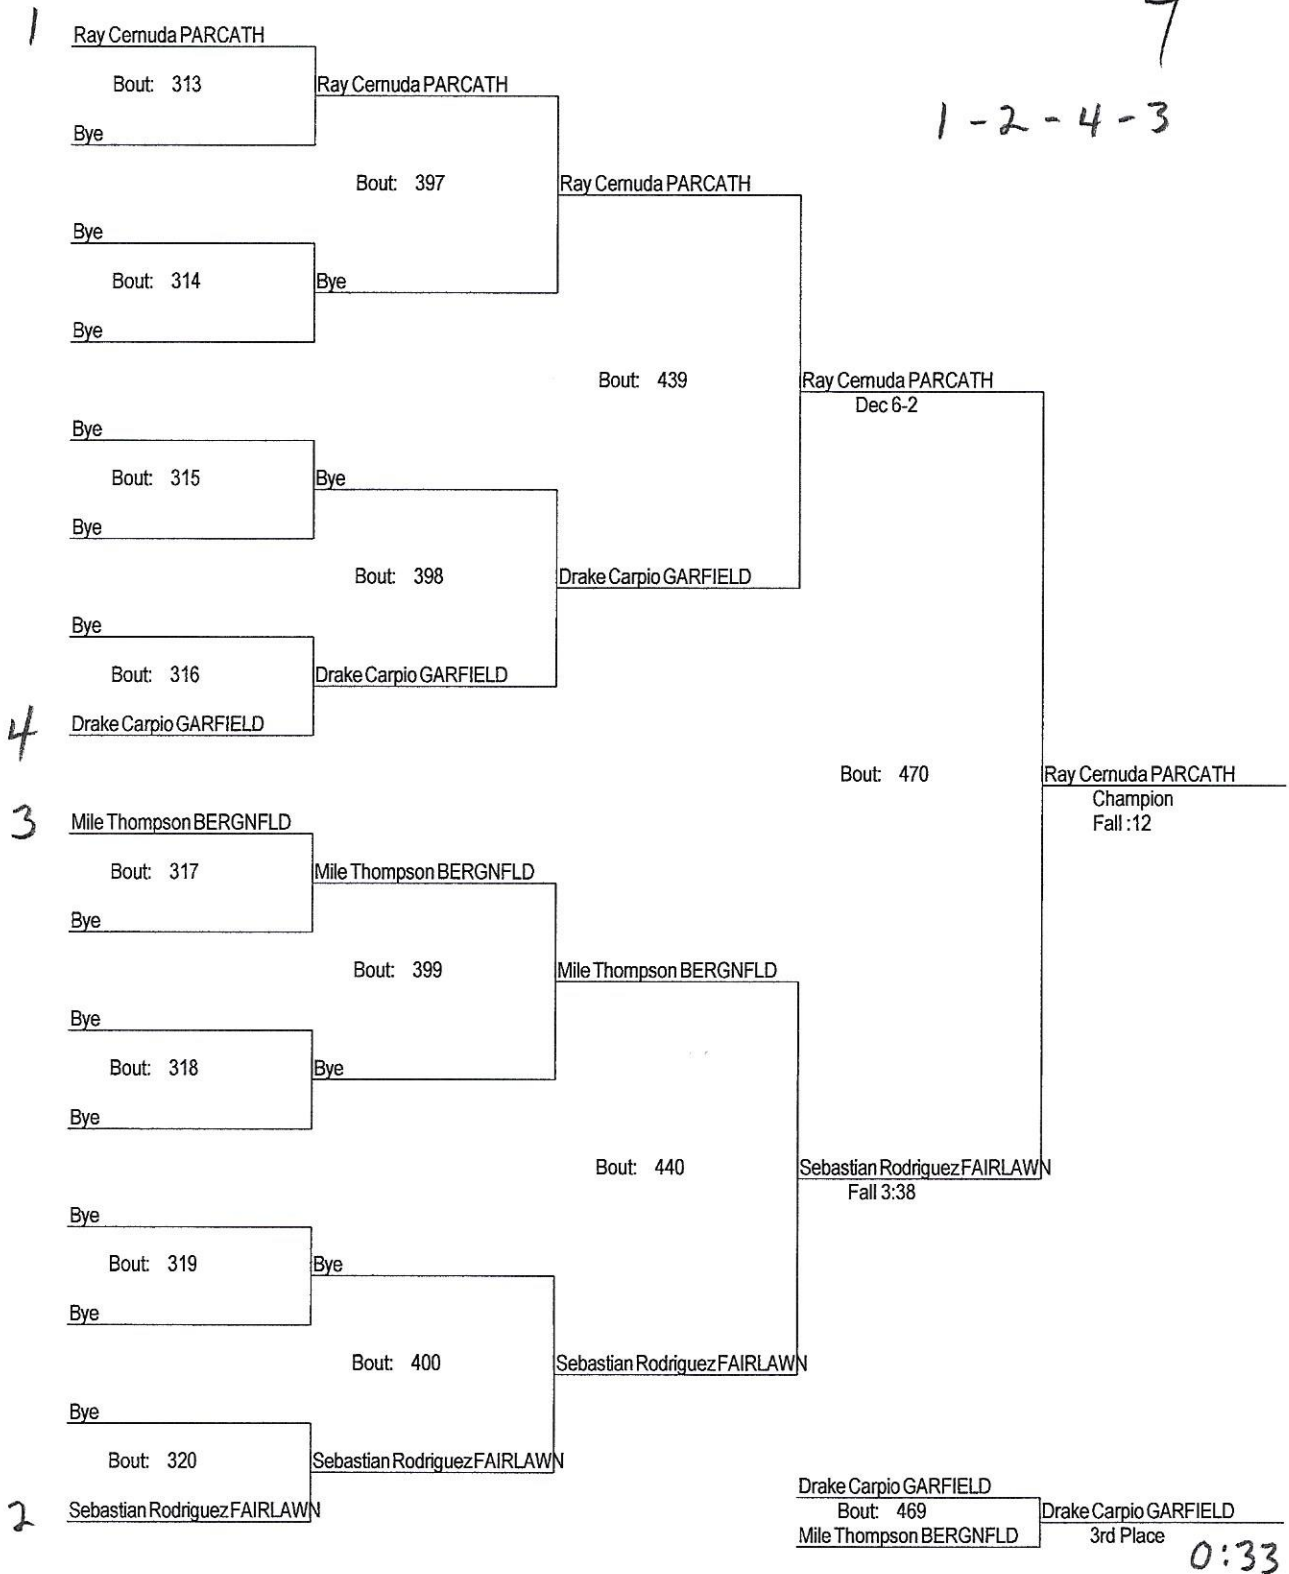 7
1 Ray Cernuda PARCATH
Bout: 313 Ray Cernuda PARCATH
1-2-4-3
Bye
Bout: 397 Ray Cernuda PARCATH
Bye
Bout: 314 Bye
Bye
Bout: 439 Ray Cernuda PARCATH
Dec 6-2
Bye
Bout: 315 Bye
Bye
Bout: 398 Drake Carpio GARFIELD
Bye
Bout: 316 Drake Carpio GARFIELD
4 Drake Carpio GARFIELD
Bout: 470 Ray Cernuda PARCATH
Champion
Fall :12
3 Mile Thompson BERGNFLD
Bout: 317 Mile Thompson BERGNFLD
Bye
Bout: 399 Mile Thompson BERGNFLD
Bye
Bout: 318 Bye
Bye
Bout: 440 Sebastian Rodriguez FAIRLAWN
Fall 3:38
Bye
Bout: 319 Bye
Bye
Bout: 400 Sebastian Rodriguez FAIRLAWN
Bye
Bout: 320 Sebastian Rodriguez FAIRLAWN
2 Sebastian Rodriguez FAIRLAWN
Drake Carpio GARFIELD
Bout: 469 Drake Carpio GARFIELD
Mile Thompson BERGNFLD 3rd Place
0:33